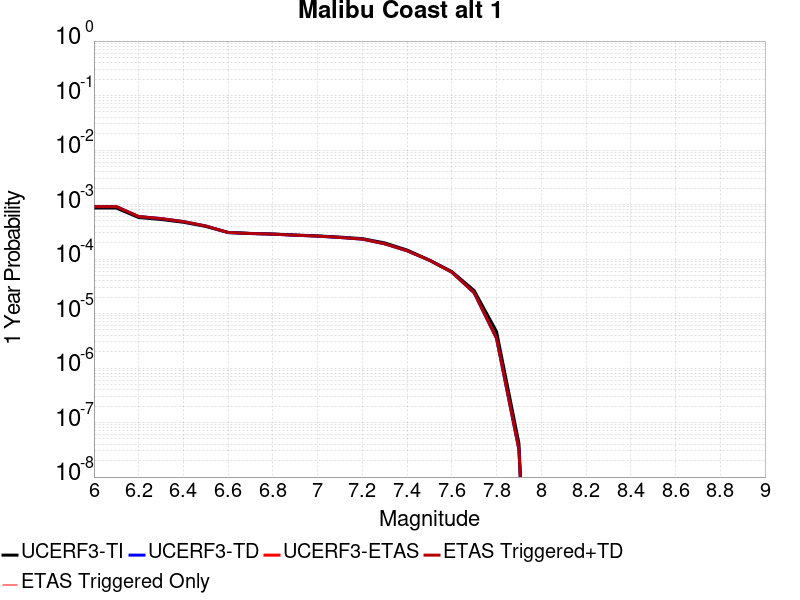 Malibu Coast alt 1
10^0
10^-1
10^-2
10^-3
10^-4
10^-5
10^-6
10^-7
10^-8
1 Year Probability
6 6.2 6.4 6.6 6.8 7 7.2 7.4 7.6 7.8 8 8.2 8.4 8.6 8.8 9
Magnitude
UCERF3-TI UCERF3-TD UCERF3-ETAS ETAS Triggered+TD
ETAS Triggered Only